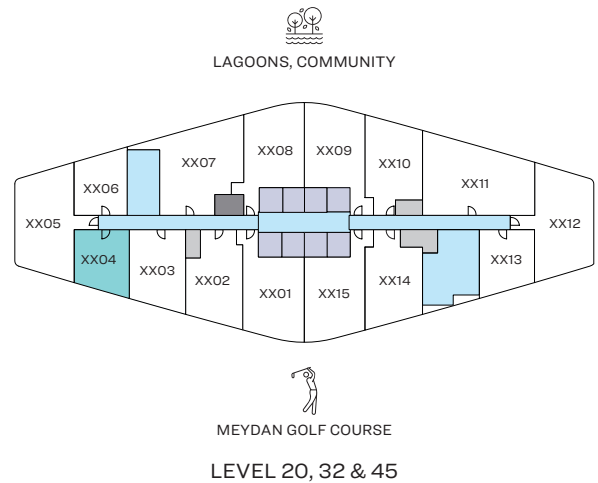 LAGOONS, COMMUNITY
XX08
XX09
XX07
XX10
XX06
XX11
XX05
XX12
XX04
XX03
XX02
XX01
XX15
XX14
XX13
MEYDAN GOLF COURSE
LEVEL 20, 32 & 45